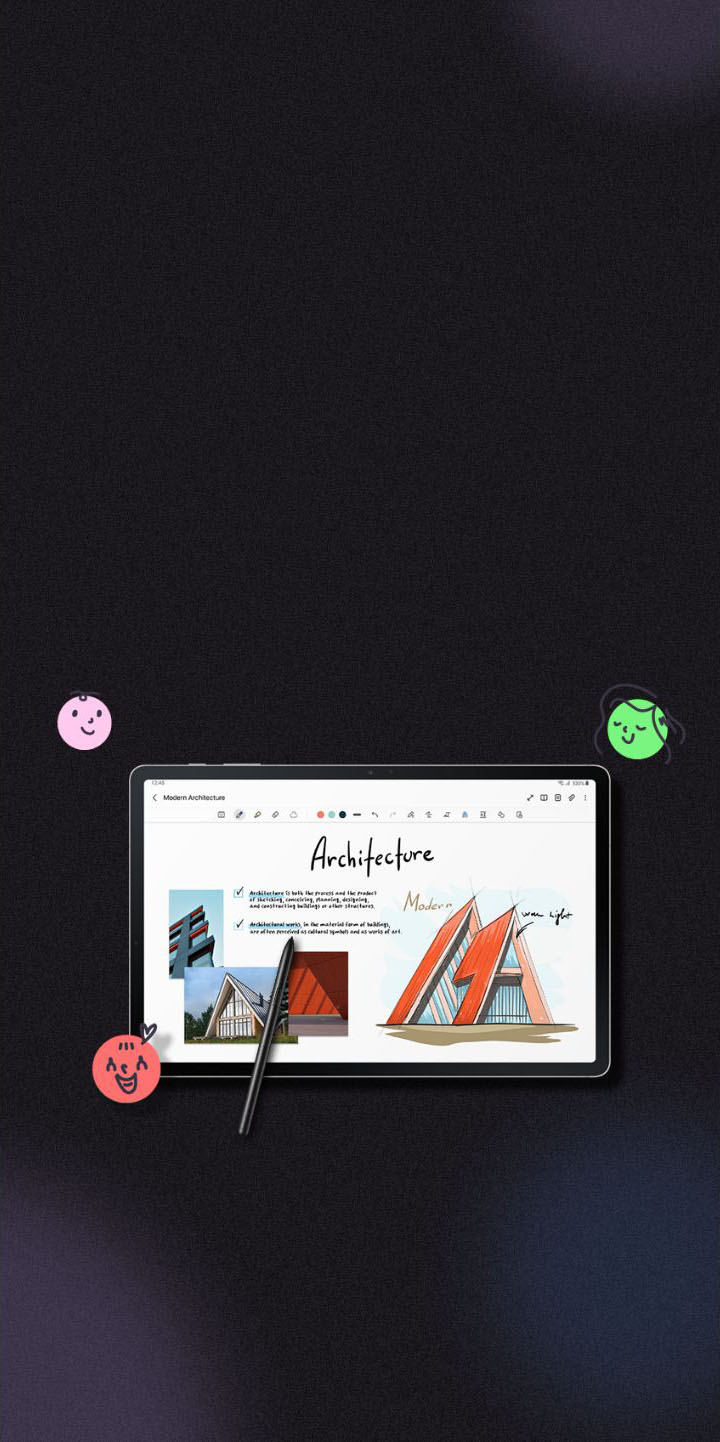 12:45
100%
Modern Architecture
Architecture
Architecture is both the process and the product
of sketching, conceiving, planning, designing,
and constructing buildings or other structures.
Architectural works, in the material form of buildings,
are often perceived as cultural symbols and as works of art.
Modern
light